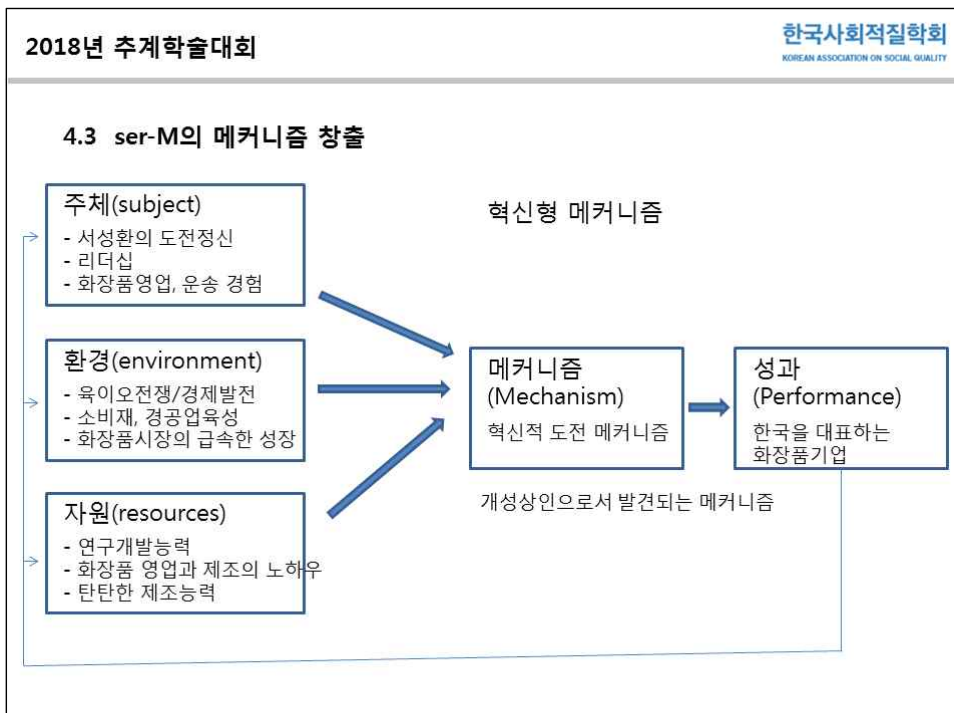 2018년 추계학술대회
한국사회적질학회
KOREAN ASSOCIATION ON SOCIAL QUALITY
4.3 ser-M의 메커니즘 창출
주체(subject)
- 서성환의 도전정신
- 리더십
- 화장품영업, 운송 경험
혁신형 메커니즘
환경(environment)
- 육이오전쟁/경제발전
- 소비재, 경공업육성
- 화장품시장의 급속한 성장
메커니즘
(Mechanism)
혁신적 도전 메커니즘
성과
(Performance)
한국을 대표하는
화장품기업
개성상인으로서 발견되는 메커니즘
자원(resources)
- 연구개발능력
- 화장품 영업과 제조의 노하우
- 탄탄한 제조능력